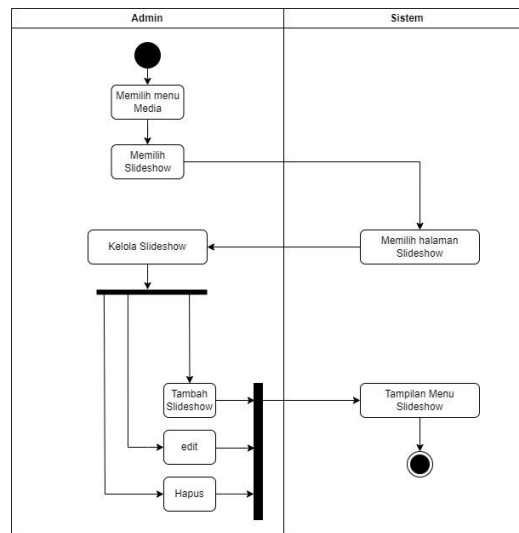 Admin
Sistem
Memilih menu
Media
Memilih
Slideshow
Kelola Slideshow
Memilih halaman
Slideshow
Tambah
Slideshow
Tampilan Menu
Slideshow
edit
Hapus